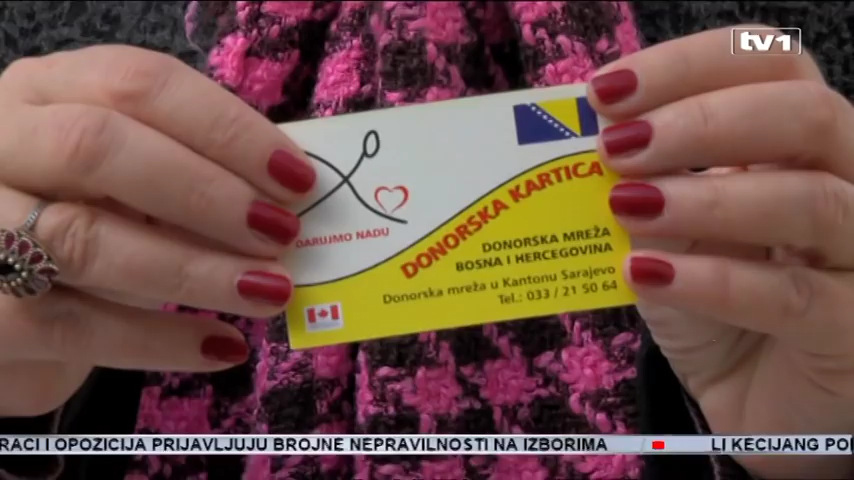 tv1
DARUJMO NADU
DONORSKA KARTICA
DONORSKA MREŽA
BOSNA I HERCEGOVINA
Donorska mreža u Kantonu Sarajevo
Tel.: 033 / 21 50 64
RACI I OPOZICIJA PRIJAVLJUJU BROJNE NEPRAVILNOSTI NA IZBORIMA LI KECIJANG